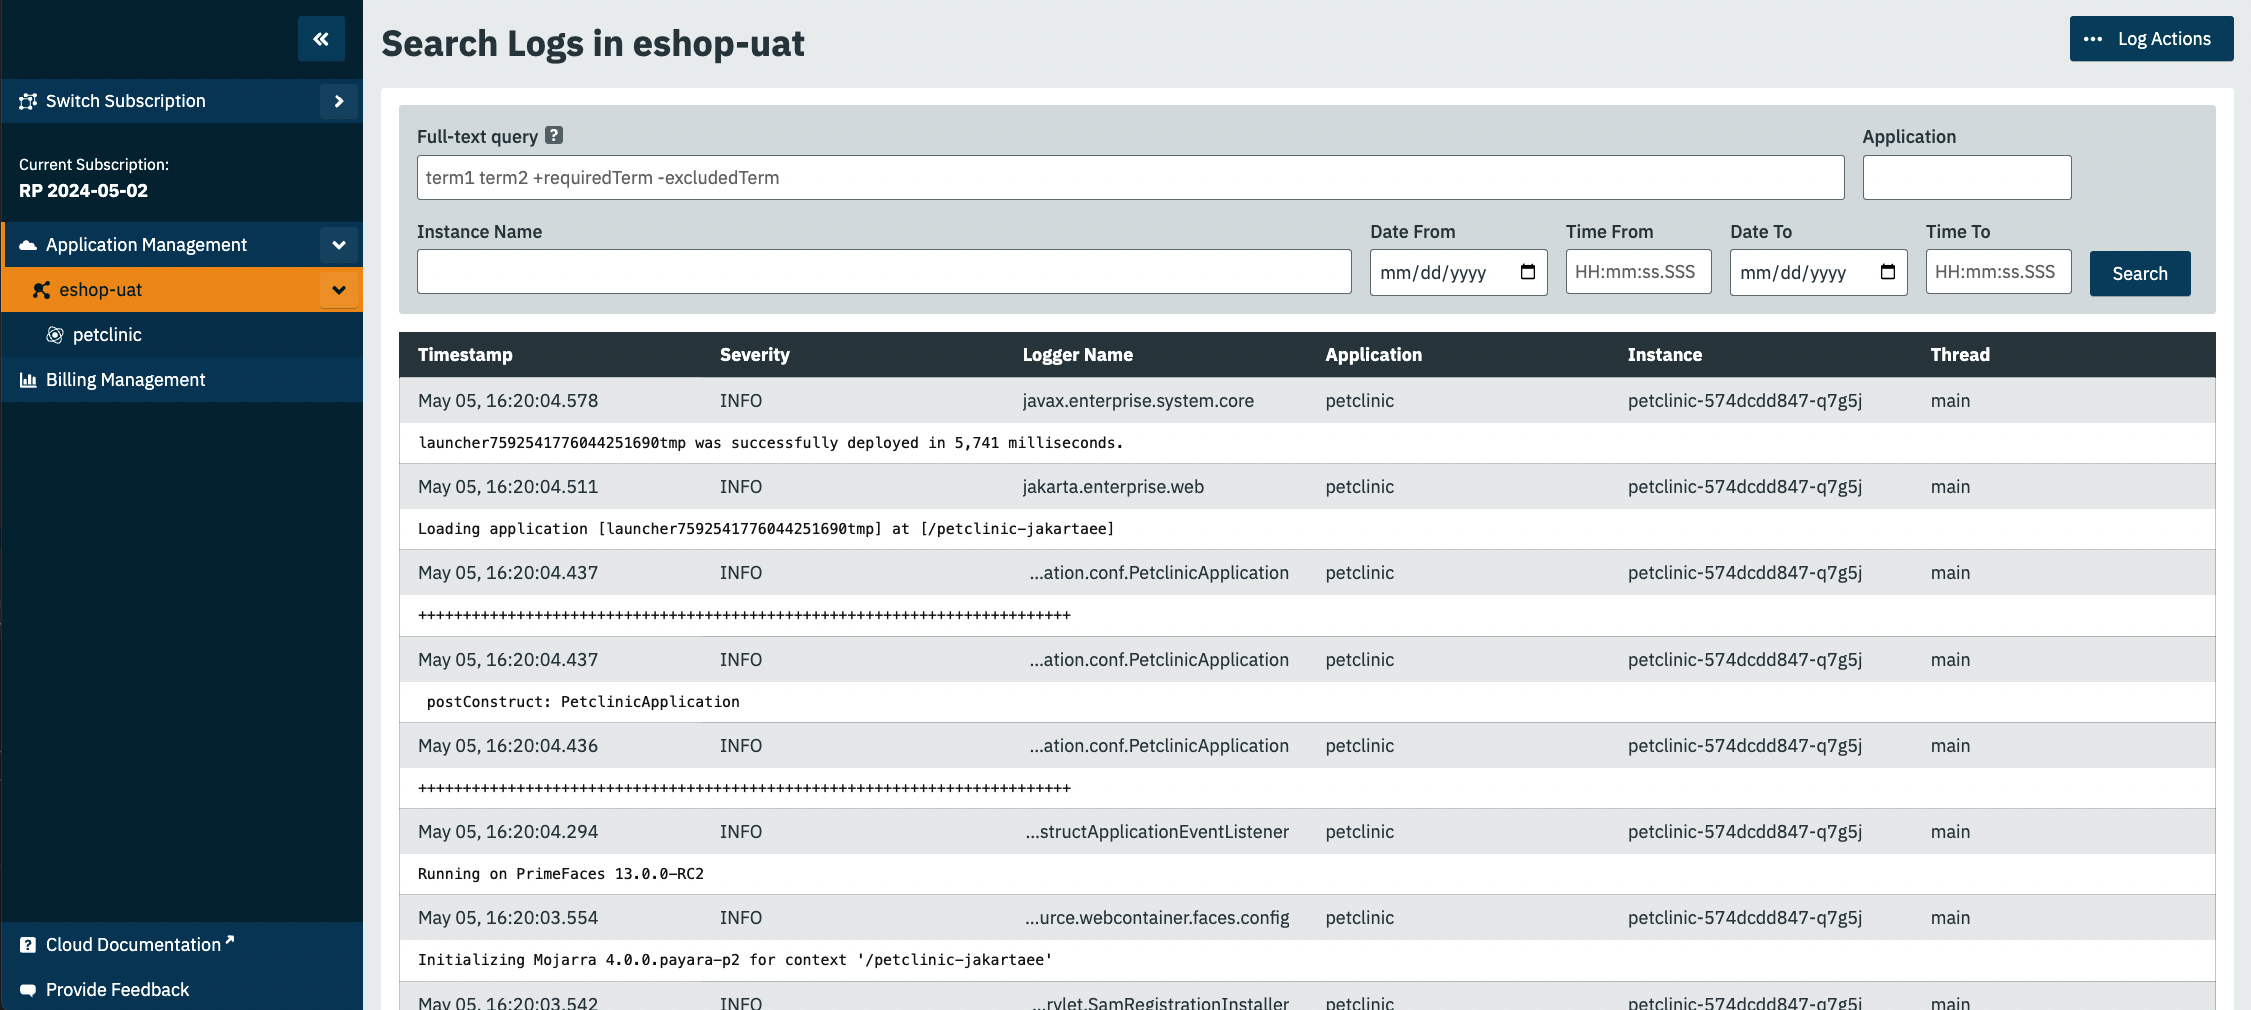 Search Logs in eshop-uat
Log Actions
Switch Subscription
Current Subscription:
RP 2024-05-02
Application Management
eshop-uat
petclinic
Billing Management
Cloud Documentation
Provide Feedback
Full-text query ?
Application
term1 term2 +requiredTerm -excludedTerm
Instance Name Date From Time From Date To Time To
mm/dd/yyyy HH:mm:ss.SSS mm/dd/yyyy HH:mm:ss.SSS Search
Timestamp Severity Logger Name Application Instance Thread
May 05, 16:20:04.578 INFO javax.enterprise.system.core petclinic petclinic-574dcdd847-q7g5j main
launcher7592541776044251690tmp was successfully deployed in 5,741 milliseconds.
May 05, 16:20:04.511 INFO jakarta.enterprise.web petclinic petclinic-574dcdd847-q7g5j main
Loading application [launcher7592541776044251690tmp] at [/petclinic-jakartaee]
May 05, 16:20:04.437 INFO ...ation.conf.PetclinicApplication petclinic petclinic-574dcdd847-q7g5j main
+++++++++++++++++++++++++++++++++++++++++++++++++++++++++++++++++++++++++
May 05, 16:20:04.437 INFO ...ation.conf.PetclinicApplication petclinic petclinic-574dcdd847-q7g5j main
postConstruct: PetclinicApplication
May 05, 16:20:04.436 INFO ...ation.conf.PetclinicApplication petclinic petclinic-574dcdd847-q7g5j main
+++++++++++++++++++++++++++++++++++++++++++++++++++++++++++++++++++++++++
May 05, 16:20:04.294 INFO ...structApplicationEventListener petclinic petclinic-574dcdd847-q7g5j main
Running on PrimeFaces 13.0.0-RC2
May 05, 16:20:03.554 INFO ...urce.webcontainer.faces.config petclinic petclinic-574dcdd847-q7g5j main
Initializing Mojarra 4.0.0.payara-p2 for context '/petclinic-jakartaee'
May 05, 16:20:03.542 INFO ...rvlet.SamRegistrationInstaller petclinic petclinic-574dcdd847-q7g5j main